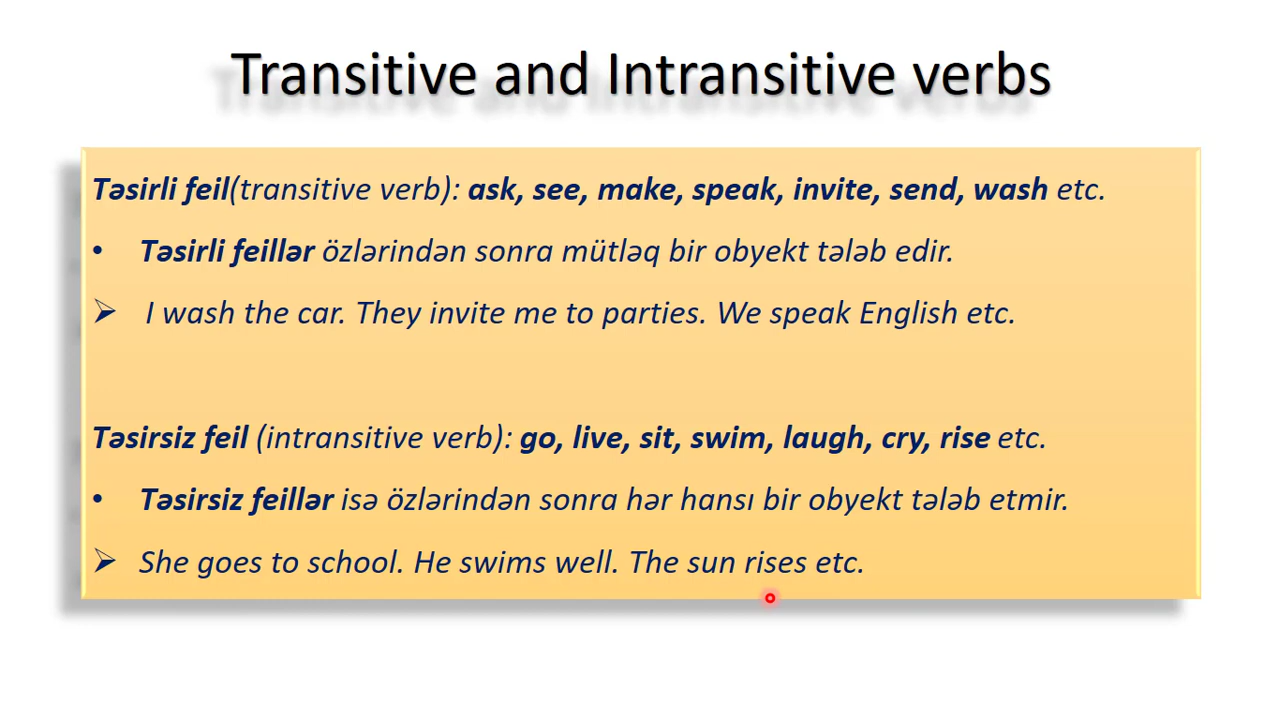 Transitive and Intransitive verbs
Təsirli feil(transitive verb): ask, see, make, speak, invite, send, wash etc.
• Təsirli feillər özlərindən sonra mütləq bir obyekt tələb edir.
➢ I wash the car. They invite me to parties. We speak English etc.
Təsirsiz feil (intransitive verb): go, live, sit, swim, laugh, cry, rise etc.
• Təsirsiz feillər isə özlərindən sonra hər hansı bir obyekt tələb etmir.
➢ She goes to school. He swims well. The sun rises etc.